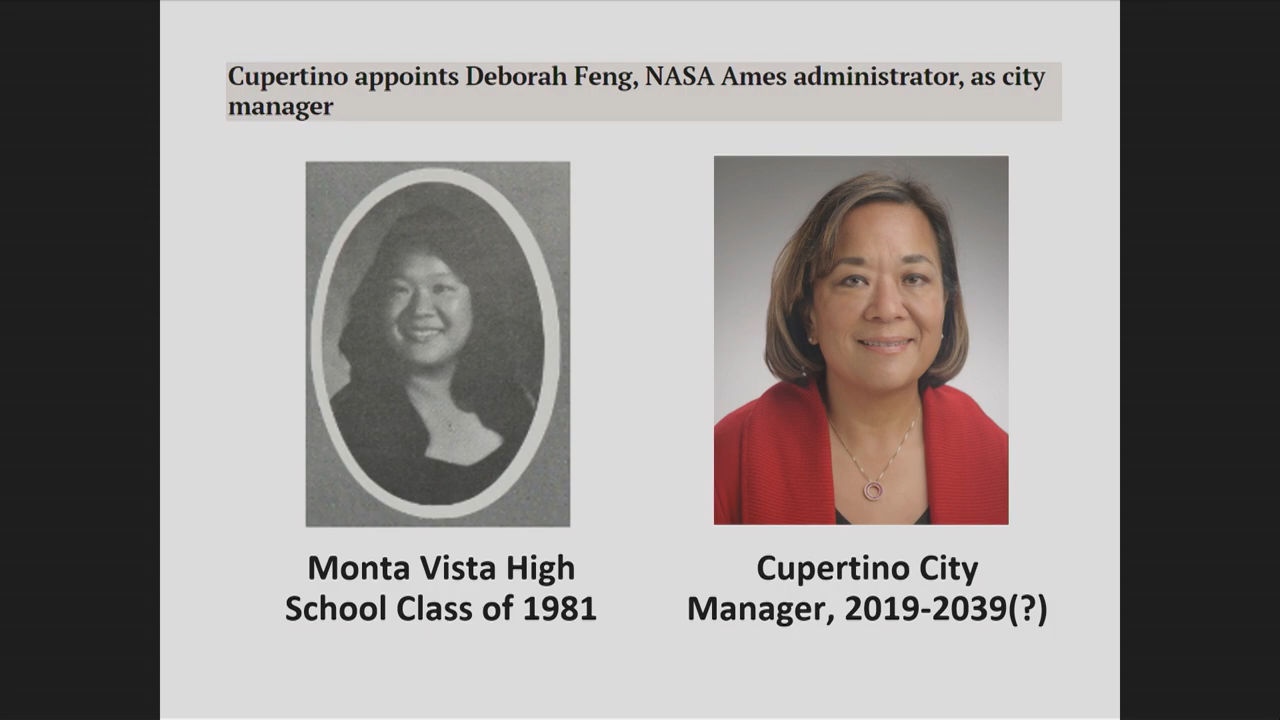 Cupertino appoints Deborah Feng, NASA Ames administrator, as city
manager
Monta Vista High
School Class of 1981
Cupertino City
Manager, 2019-2039(?)